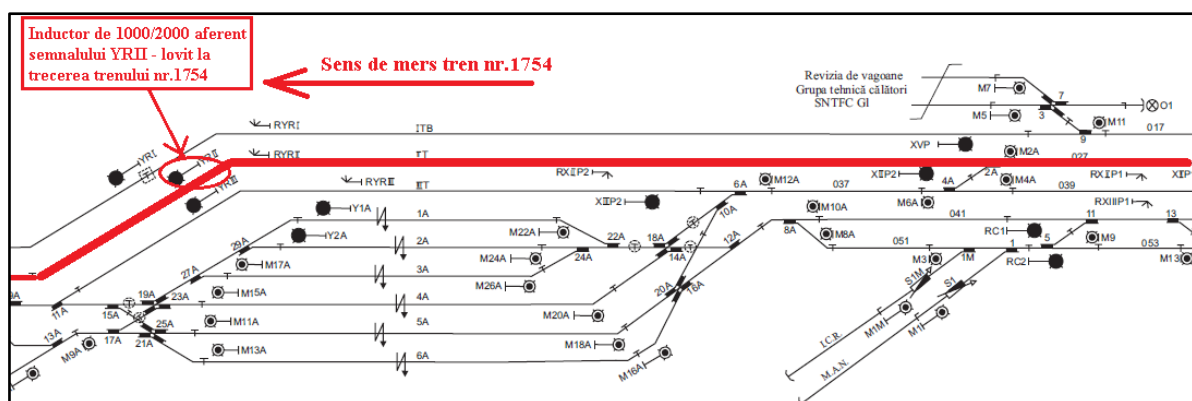 Inductor de 1000/2000 aferent
semnalului YRII - lovit la
trecerea trenului nr.1754
Sens de mers tren nr.1754
Revizia de vagoane
Grupa tehnică călători
SNTFC Gl
M7
7
O1
M5
3
M11
9
017
RYRI
ITB
XVP
M2A
YRI
YRII
RYRII
IT
027
YRIII
RYRIII
IIIT
RXIIP2
XIIP2
2A
RXIIP1
XIP1
M12A
6A
037
4A
M4A
039
XIIP2
M6A
RXIIIP1
Y1A
1A
10A
M10A
041
RC1
11
13
Y2A
2A
M22A
22A
18A
12A
8A
M8A
29A
M17A
M24A
24A
14A
051
M3
1M
1
5
M9
053
RC2
M13
27A
3A
M26A
20A
16A
S1M
S1
M15A
19A
23A
4A
M20A
11A
15A
M11A
5A
M18A
M1M
M1
13A
M9A
17A
25A
21A
M13A
6A
M16A
I.C.R.
M.A.N.